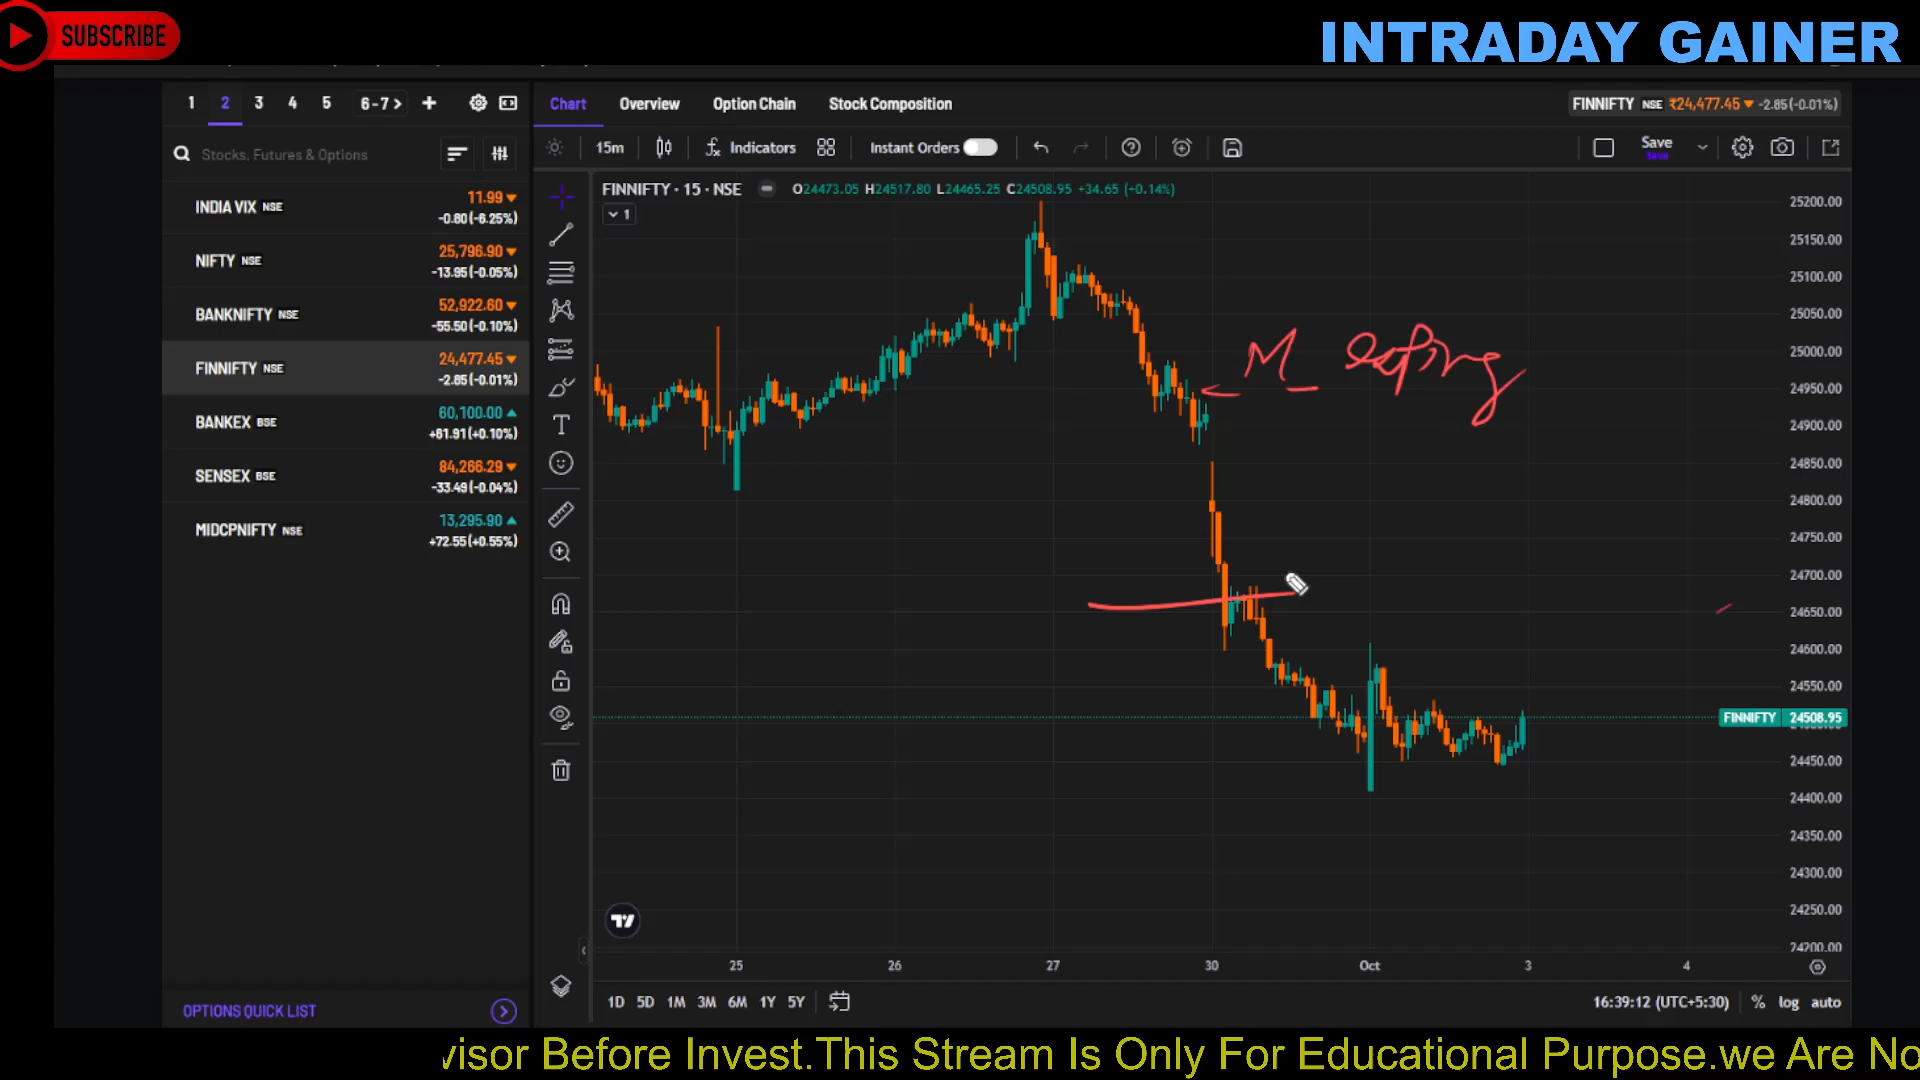 SUBSCRIBE
INTRADAY GAINER
1 2 3 4 5 6-7 > +
Chart Overview Option Chain Stock Composition
FINNIFTY NSE ₹24,477.45 ▼ -2.85(-0.01%)
Stocks, Futures & Options
15m Indicators Instant Orders
Save
Save
INDIA VIX NSE 11.99 ▼
-0.80(-6.25%)
NIFTY NSE 25,796.90 ▼
-13.95(-0.05%)
BANKNIFTY NSE 52,922.60 ▼
-55.50(-0.10%)
FINNIFTY NSE 24,477.45 ▼
-2.85(-0.01%)
BANKEX BSE 60,100.00 ▲
+61.91(+0.10%)
SENSEX BSE 84,266.29 ▼
-33.49(-0.04%)
MIDCPNIFTY NSE 13,295.90 ▲
+72.55(+0.55%)
OPTIONS QUICK LIST
FINNIFTY · 15 · NSE O24473.05 H24517.80 L24465.25 C24508.95 +34.65 (+0.14%)
1
M
25200.00
25150.00
25100.00
25050.00
25000.00
24950.00
24900.00
24850.00
24800.00
24750.00
24700.00
24650.00
24600.00
24550.00
FINNIFTY 24508.95
24450.00
24400.00
24350.00
24300.00
24250.00
24200.00
25 26 27 30 Oct 3 4
1D 5D 1M 3M 6M 1Y 5Y
16:39:12 (UTC+5:30) % log auto
visor Before Invest.This Stream Is Only For Educational Purpose.we Are No